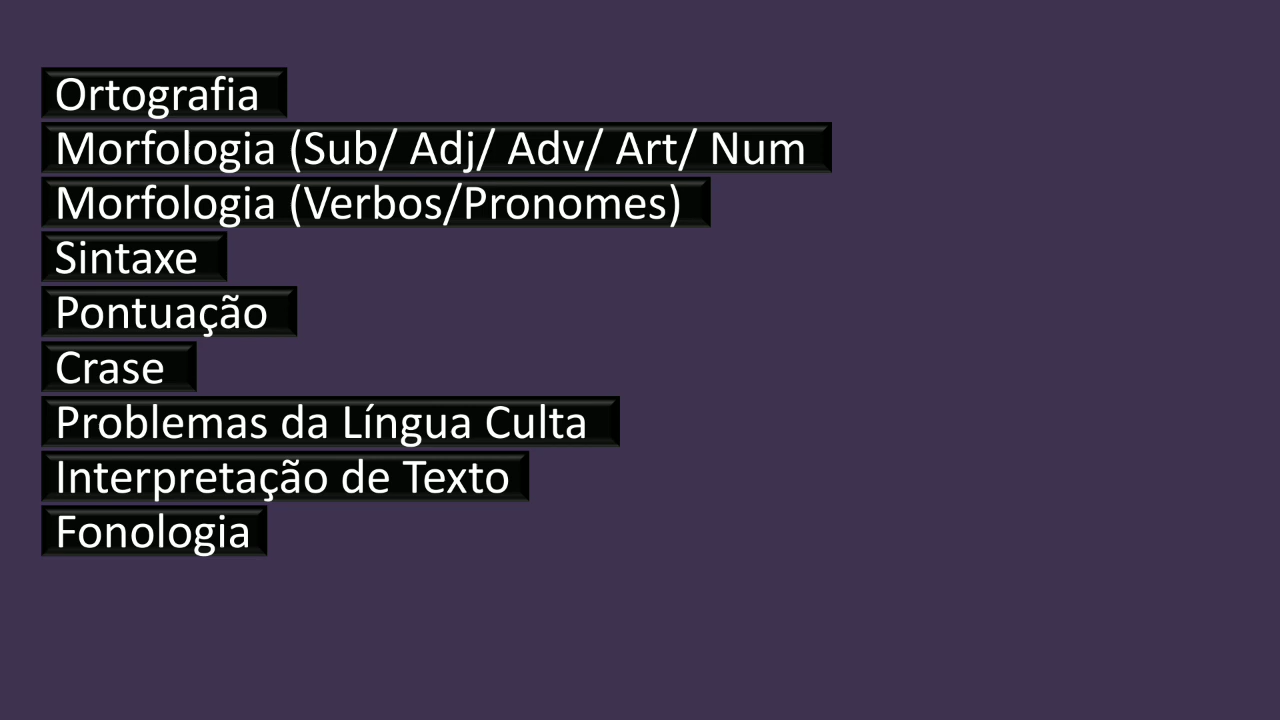 Ortografia
Morfologia (Sub/ Adj/ Adv/ Art/ Num
Morfologia (Verbos/Pronomes)
Sintaxe
Pontuação
Crase
Problemas da Língua Culta
Interpretação de Texto
Fonologia